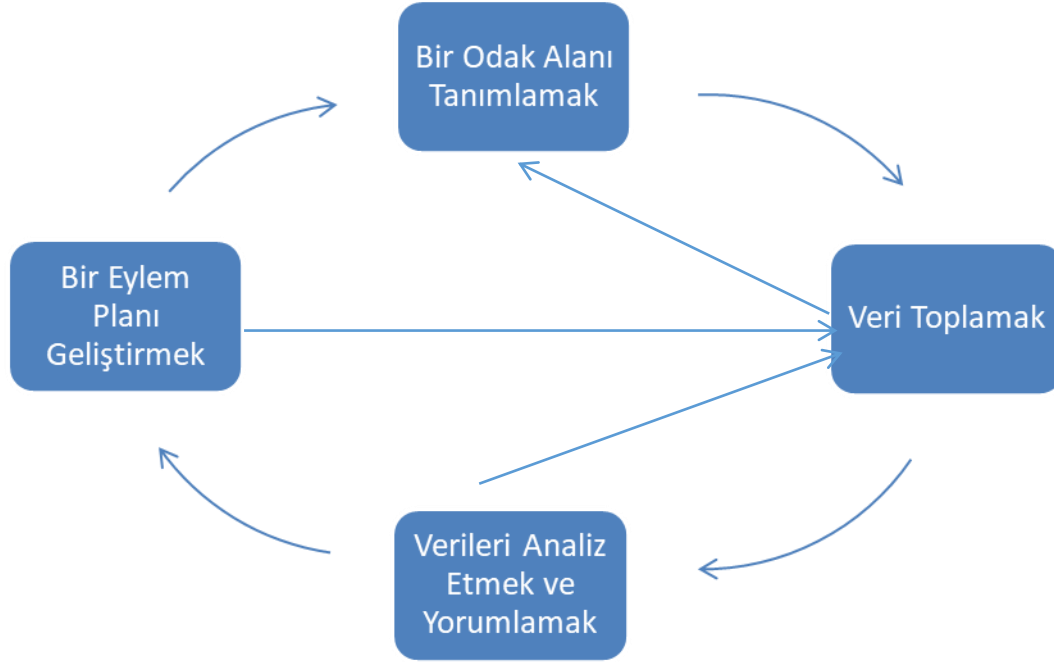 Bir Odak Alanı
Tanımlamak
Veri Toplamak
Verileri Analiz
Etmek ve
Yorumlamak
Bir Eylem
Planı
Geliştirmek